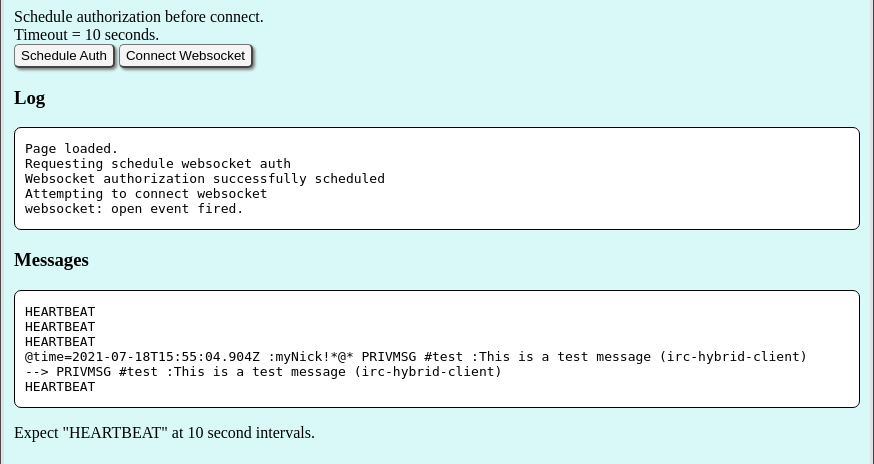 Schedule authorization before connect.
Timeout = 10 seconds.
Schedule Auth Connect Websocket
Log
Page loaded.
Requesting schedule websocket auth
Websocket authorization successfully scheduled
Attempting to connect websocket
websocket: open event fired.
Messages
HEARTBEAT
HEARTBEAT
HEARTBEAT
@time=2021-07-18T15:55:04.904Z :myNick!*@* PRIVMSG #test :This is a test message (irc-hybrid-client)
--> PRIVMSG #test :This is a test message (irc-hybrid-client)
HEARTBEAT
Expect "HEARTBEAT" at 10 second intervals.